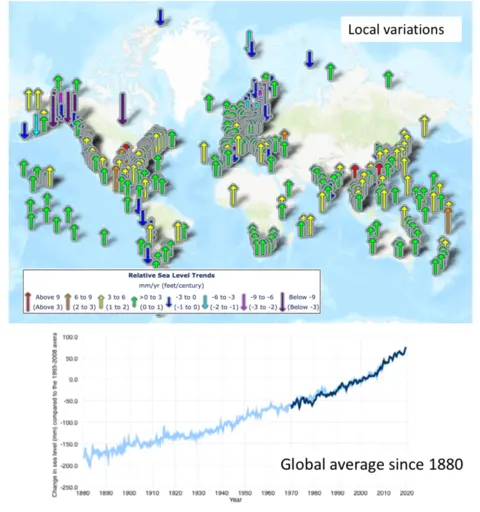 Local variations
Relative Sea Level Trends
mm/yr (feet/century)
Above 9 6 to 9 3 to 6 >0 to 3 -3 to 0 -6 to -3 -9 to -6 Below -9
(Above 3) (2 to 3) (1 to 2) (0 to 1) (-1 to 0) (-2 to -1) (-3 to -2) (Below -3)
Change in sea level (mm) compared to the 1993-2008 avera
100.0
50.0
0.0
-50.0
-100.0
-150.0
-200.0
-250.0
Global average since 1880
1880 1890 1900 1910 1920 1930 1940 1950 1960 1970 1980 1990 2000 2010 2020
Year